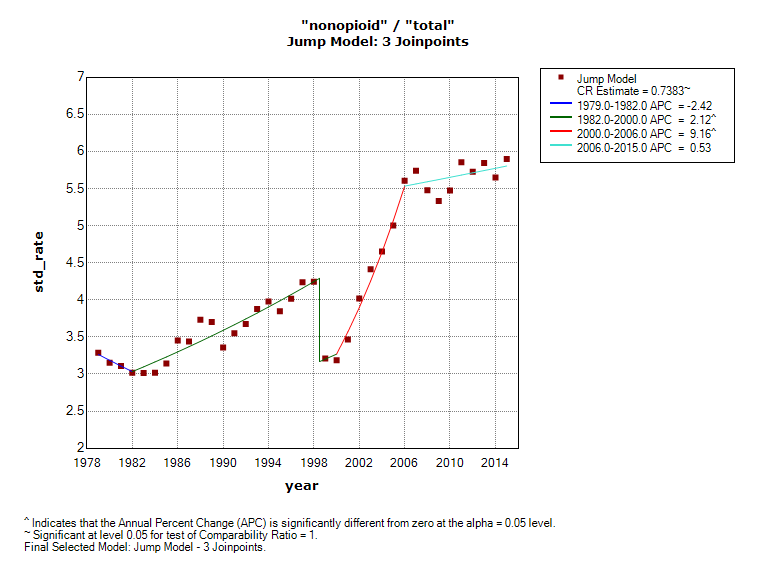 "nonopioid" / "total"
Jump Model: 3 Joinpoints
Jump Model
CR Estimate = 0.7383~
1979.0-1982.0 APC = -2.42
1982.0-2000.0 APC = 2.12^
2000.0-2006.0 APC = 9.16^
2006.0-2015.0 APC = 0.53
7
6.5
6
5.5
5
4.5
4
3.5
3
2.5
2
std_rate
1978 1982 1986 1990 1994 1998 2002 2006 2010 2014
year
^ Indicates that the Annual Percent Change (APC) is significantly different from zero at the alpha = 0.05 level.
~ Significant at level 0.05 for test of Comparability Ratio = 1.
Final Selected Model: Jump Model - 3 Joinpoints.